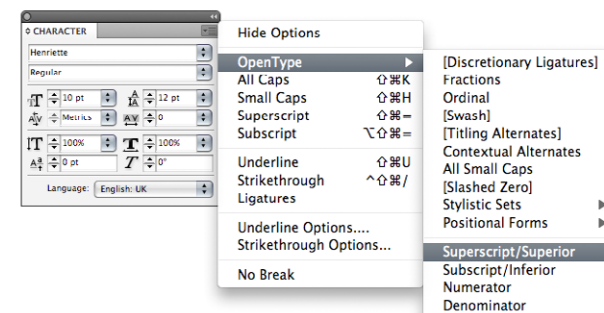 CHARACTER
Henriette
Regular
10 pt
12 pt
Metrics
0
100%
100%
0 pt
0°
Language: English: UK
Hide Options
OpenType
All Caps ⇧⌘K
Small Caps ⇧⌘H
Superscript ⇧⌘=
Subscript ⌥⇧⌘=
Underline ⇧⌘U
Strikethrough ^⇧⌘/
Ligatures
Underline Options....
Strikethrough Options...
No Break
[Discretionary Ligatures]
Fractions
Ordinal
[Swash]
[Titling Alternates]
Contextual Alternates
All Small Caps
[Slashed Zero]
Stylistic Sets
Positional Forms
Superscript/Superior
Subscript/Inferior
Numerator
Denominator